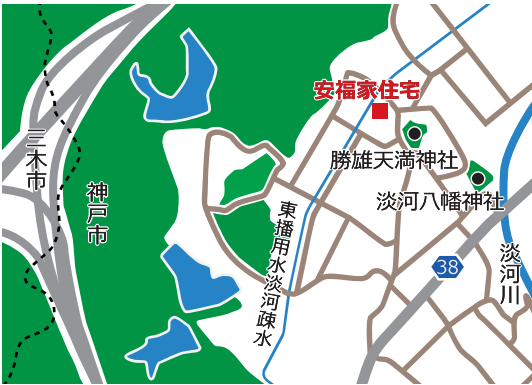 安福家住宅
勝雄天満神社
淡河八幡神社
三木市
神戸市
東播用水淡河疎水
38
淡河川